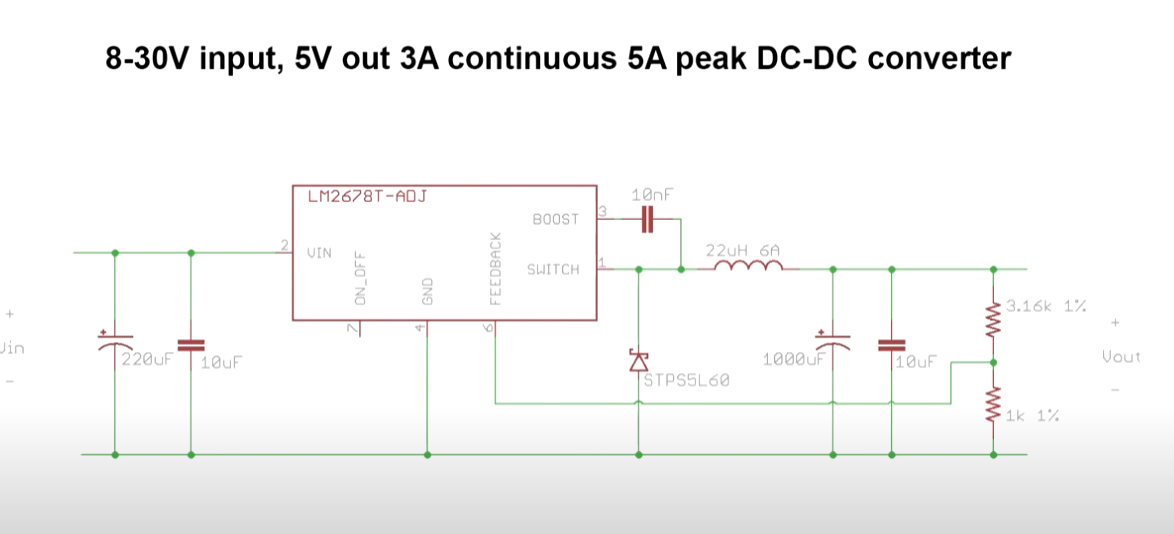 8-30V input, 5V out 3A continuous 5A peak DC-DC converter
LM2678T-ADJ
10nF
BOOST
3
2
VIN
ON_OFF
GND
FEEDBACK
SWITCH
1
22uH 6A
7
4
6
+
Vin
-
220uF
10uF
STPS5L60
1000uF
10uF
3.16k 1%
1k 1%
+
Vout
-